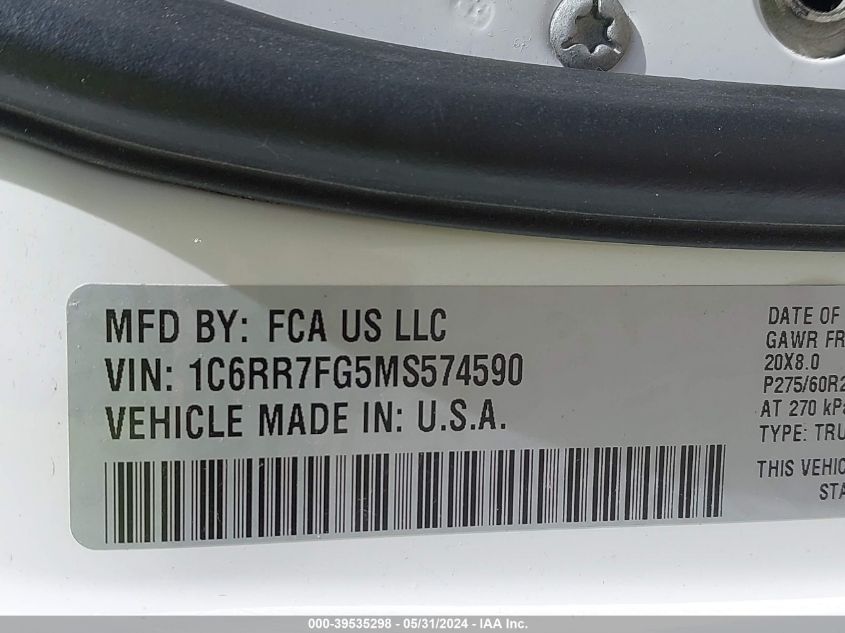 MFD BY: FCA US LLC
VIN: 1C6RR7FG5MS574590
VEHICLE MADE IN: U.S.A.
DATE OF
GAWR FR
20X8.0
P275/60R2
AT 270 kPa
TYPE: TRU
THIS VEHIC
STA
000-39535298 - 05/31/2024 - IAA Inc.